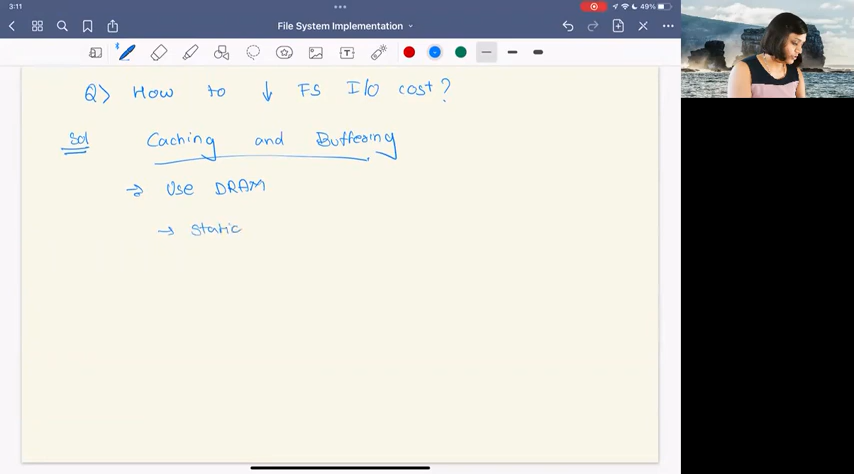 3:11
49%
File System Implementation
Q> How to ↓ FS I/O cost?
Sol Caching and Buffering
→ Use DRAM
→ static